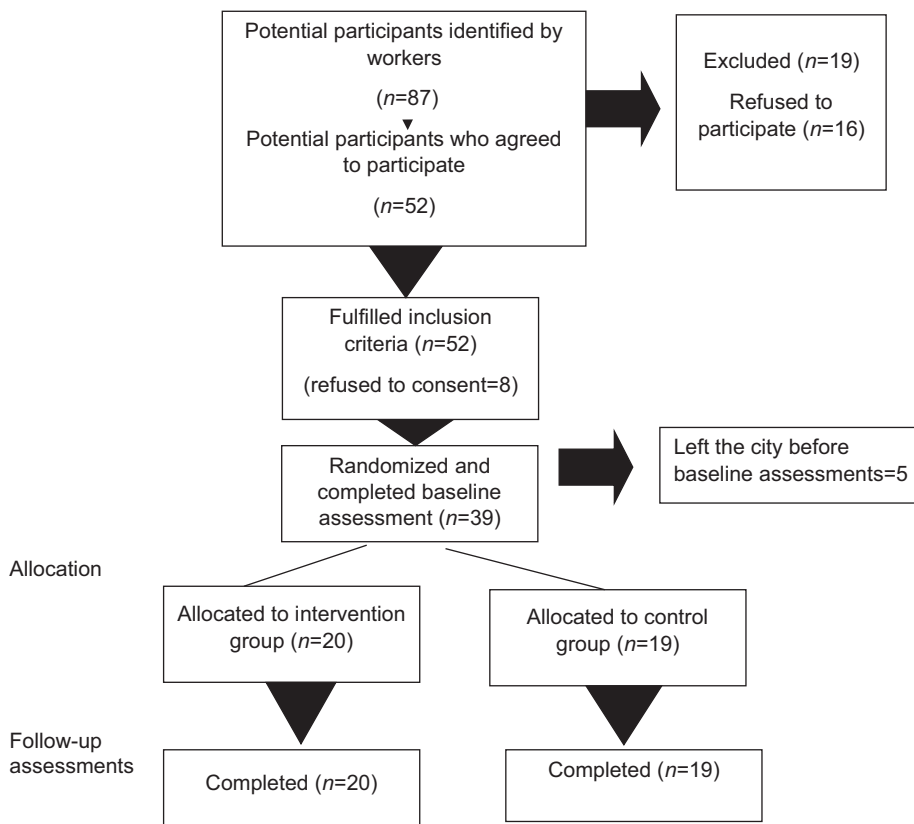 Potential participants identified by
workers
(n=87)
Potential participants who agreed
to participate
(n=52)
Excluded (n=19)
Refused to
participate (n=16)
Fulfilled inclusion
criteria (n=52)
(refused to consent=8)
Left the city before
baseline assessments=5
Randomized and
completed baseline
assessment (n=39)
Allocation
Allocated to intervention
group (n=20)
Allocated to control
group (n=19)
Follow-up
assessments
Completed (n=20)
Completed (n=19)